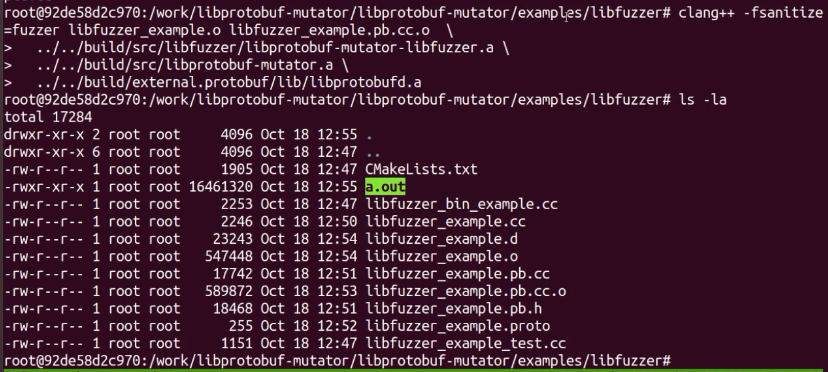 root@92de58d2c970:/work/libprotobuf-mutator/libprotobuf-mutator/examples/libfuzzer# clang++ -fsanitize
=fuzzer libfuzzer_example.o libfuzzer_example.pb.cc.o  \
>   ../../build/src/libfuzzer/libprotobuf-mutator-libfuzzer.a \
>   ../../build/src/libprotobuf-mutator.a \
>   ../../build/external.protobuf/lib/libprotobufd.a
root@92de58d2c970:/work/libprotobuf-mutator/libprotobuf-mutator/examples/libfuzzer# ls -la
total 17284
drwxr-xr-x 2 root root     4096 Oct 18 12:55 .
drwxr-xr-x 6 root root     4096 Oct 18 12:47 ..
-rw-r--r-- 1 root root     1905 Oct 18 12:47 CMakeLists.txt
-rwxr-xr-x 1 root root 16461320 Oct 18 12:55 a.out
-rw-r--r-- 1 root root     2253 Oct 18 12:47 libfuzzer_bin_example.cc
-rw-r--r-- 1 root root     2246 Oct 18 12:50 libfuzzer_example.cc
-rw-r--r-- 1 root root    23243 Oct 18 12:54 libfuzzer_example.d
-rw-r--r-- 1 root root   547448 Oct 18 12:54 libfuzzer_example.o
-rw-r--r-- 1 root root    17742 Oct 18 12:51 libfuzzer_example.pb.cc
-rw-r--r-- 1 root root   589872 Oct 18 12:53 libfuzzer_example.pb.cc.o
-rw-r--r-- 1 root root    18468 Oct 18 12:51 libfuzzer_example.pb.h
-rw-r--r-- 1 root root      255 Oct 18 12:52 libfuzzer_example.proto
-rw-r--r-- 1 root root     1151 Oct 18 12:47 libfuzzer_example_test.cc
root@92de58d2c970:/work/libprotobuf-mutator/libprotobuf-mutator/examples/libfuzzer#